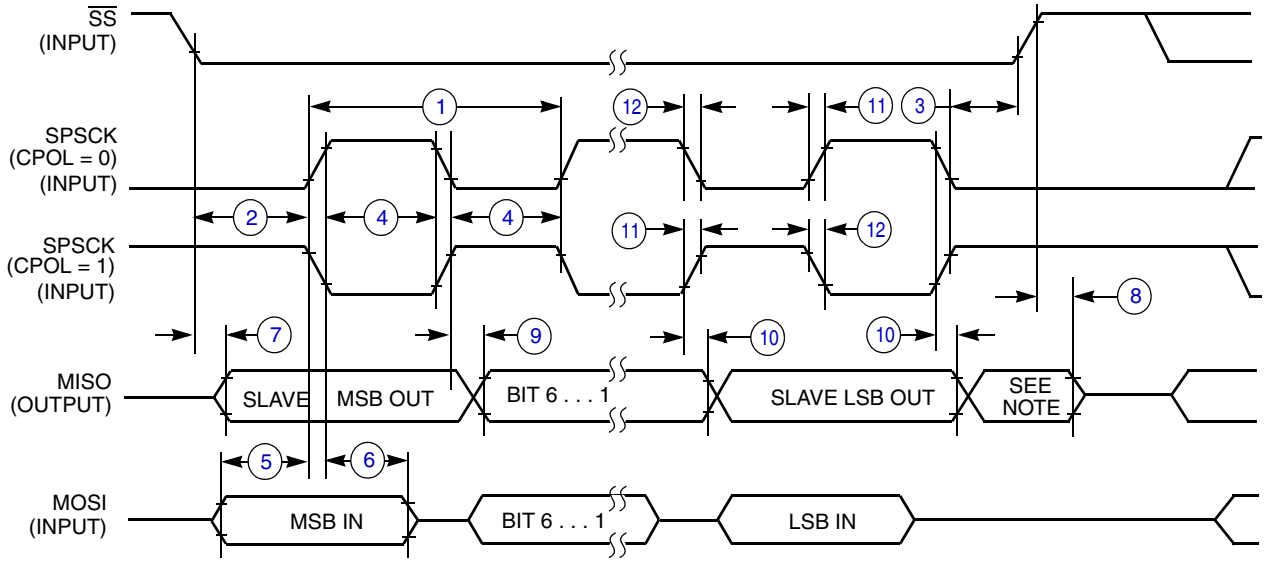 SS
(INPUT)
1
12
11
3
SPSCK
(CPOL = 0)
(INPUT)
2
4
4
11
12
SPSCK
(CPOL = 1)
(INPUT)
8
7
9
10
10
MISO
(OUTPUT)
SLAVE MSB OUT
BIT 6 . . . 1
SLAVE LSB OUT
SEE
NOTE
5
6
MOSI
(INPUT)
MSB IN
BIT 6 . . . 1
LSB IN